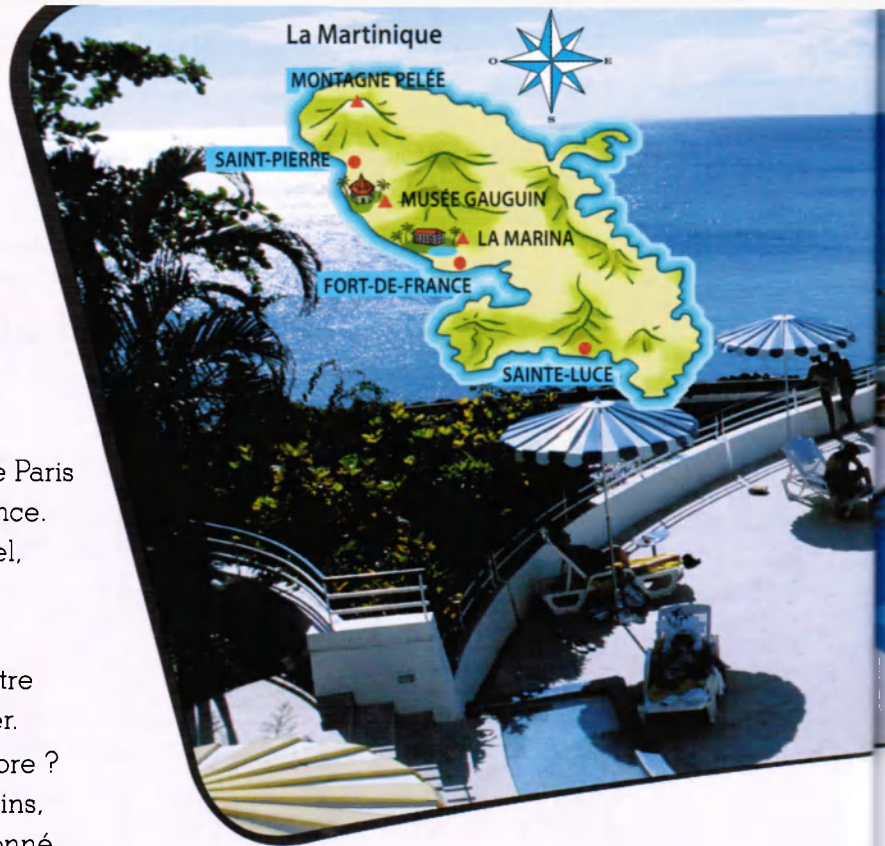 La Martinique
O
E
S
MONTAGNE PELÉE
SAINT-PIERRE
MUSÉE GAUGUIN
LA MARINA
FORT-DE-FRANCE
SAINTE-LUCE
e Paris
nce.
el,
tre
er.
ore ?
ins,
onné